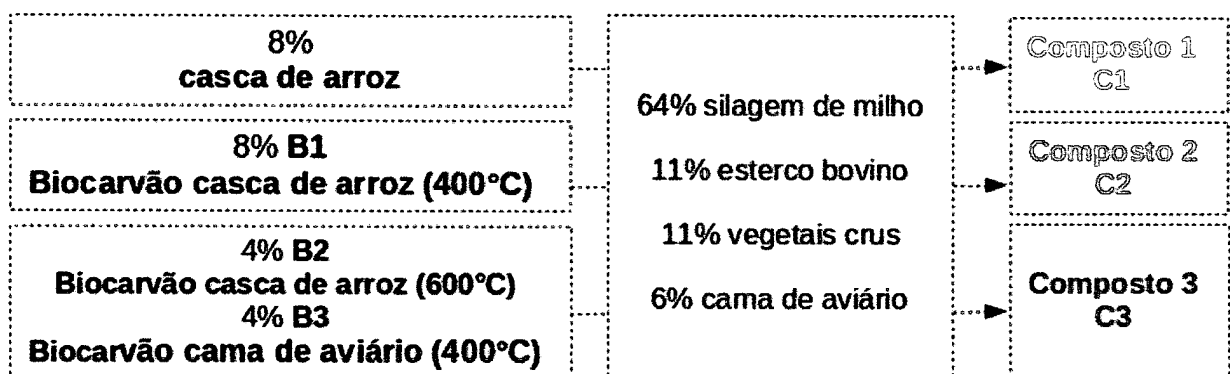 8%
casca de arroz
8% B1
Biocarvão casca de arroz (400°C)
4% B2
Biocarvão casca de arroz (600°C)
4% B3
Biocarvão cama de aviário (400°C)
64% silagem de milho
11% esterco bovino
11% vegetais crus
6% cama de aviário
Composto 1
C1
Composto 2
C2
Composto 3
C3